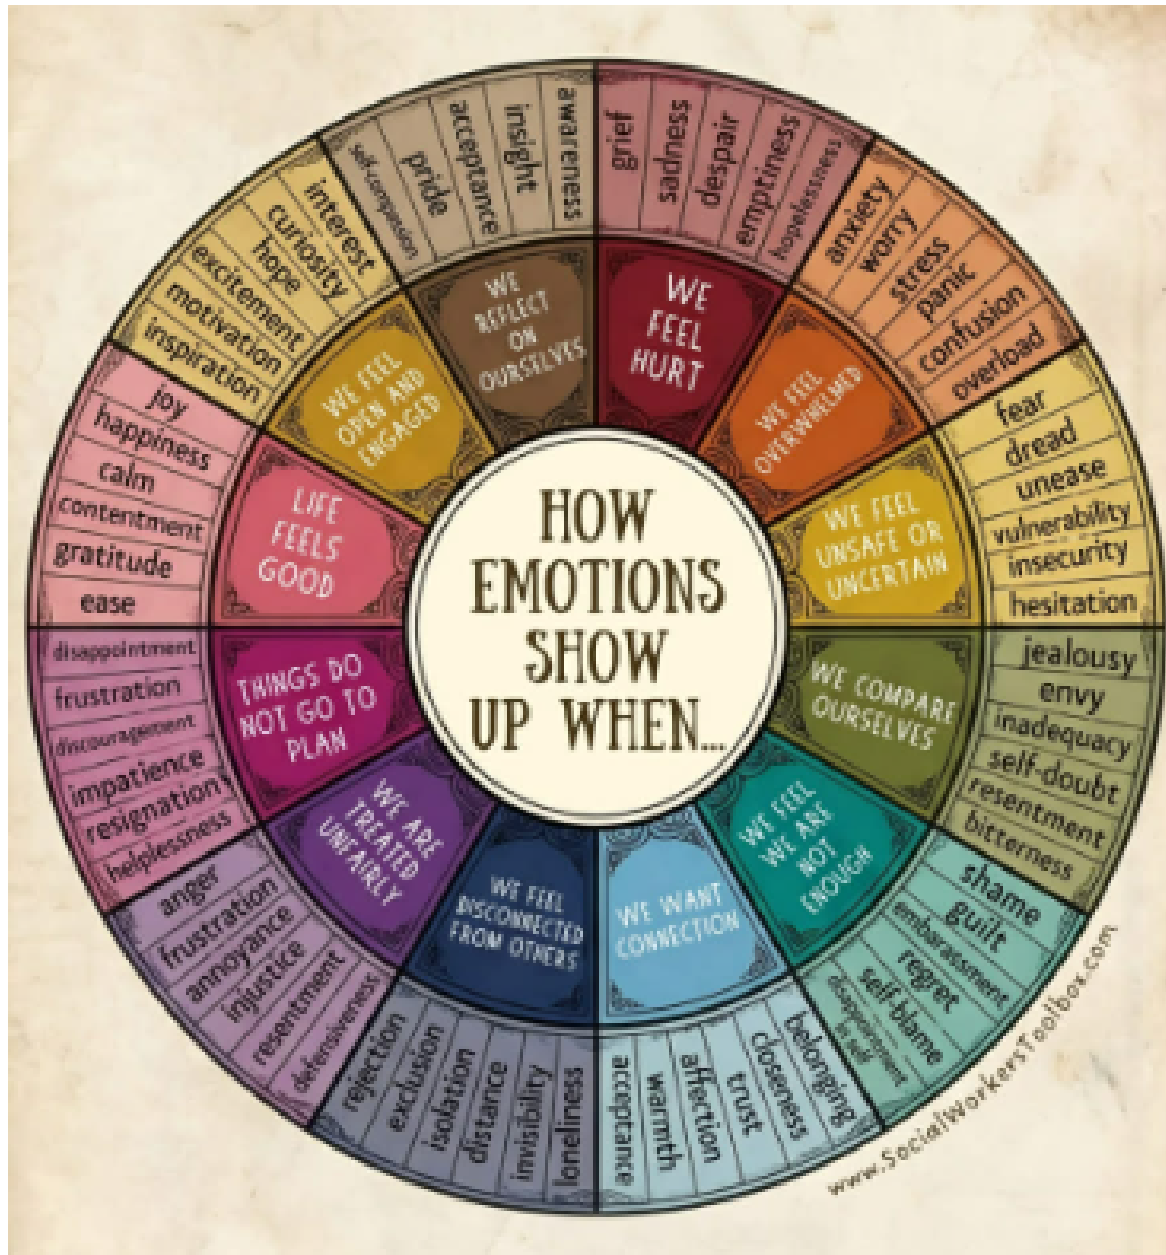 HOW
EMOTIONS
SHOW
UP WHEN...
WE
FEEL
HURT
grief
sadness
despair
emptiness
hopelessness
WE FEEL
OVERWHELMED
anxiety
worry
stress
panic
confusion
overload
WE FEEL
UNSAFE OR
UNCERTAIN
fear
dread
unease
vulnerability
insecurity
hesitation
WE COMPARE
OURSELVES
jealousy
envy
inadequacy
self-doubt
resentment
bitterness
WE FEEL
WE ARE
NOT
ENOUGH
shame
guilt
embarassment
regret
self-blame
disappointment
in self
WE WANT
CONNECTION
belonging
closeness
trust
affection
warmth
acceptance
WE FEEL
DISCONNECTED
FROM OTHERS
loneliness
invisibility
distance
isolation
exclusion
rejection
WE ARE
TREATED
UNFAIRLY
anger
frustration
annoyance
injustice
resentment
defensiveness
THINGS DO
NOT GO TO
PLAN
disappointment
frustration
discouragement
impatience
resignation
helplessness
LIFE
FEELS
GOOD
joy
happiness
calm
contentment
gratitude
ease
WE FEEL
OPEN AND
ENGAGED
interest
curiosity
hope
excitement
motivation
inspiration
WE
REFLECT
ON
OURSELVES
self-compassion
pride
acceptance
insight
awareness
www.SocialWorkersToolbox.com